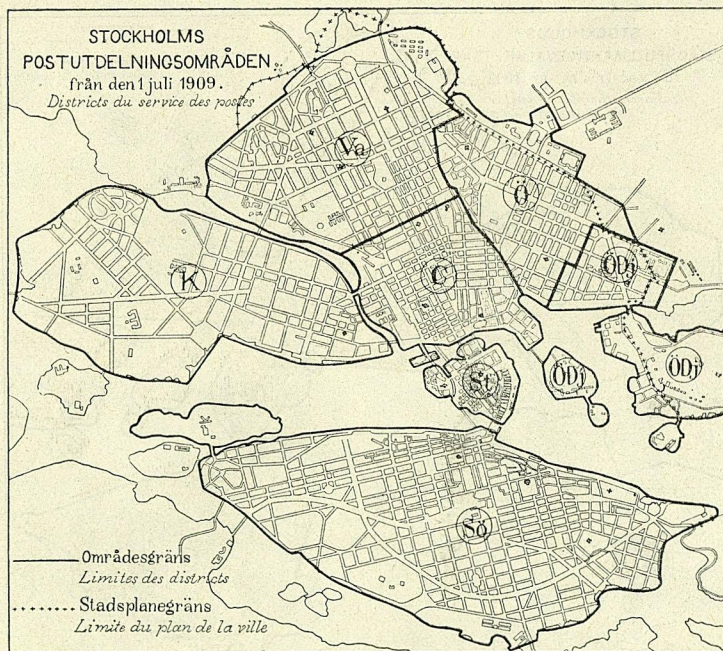 STOCKHOLMS
POSTUTDELNINGSOMRÅDEN
från den 1 juli 1909.
Districts du service des postes
Va
Ö
ÖDj
K
C
St
ÖDj
ÖDj
Sö
Områdesgräns
Limites des districts
Stadsplanegräns
Limite du plan de la ville